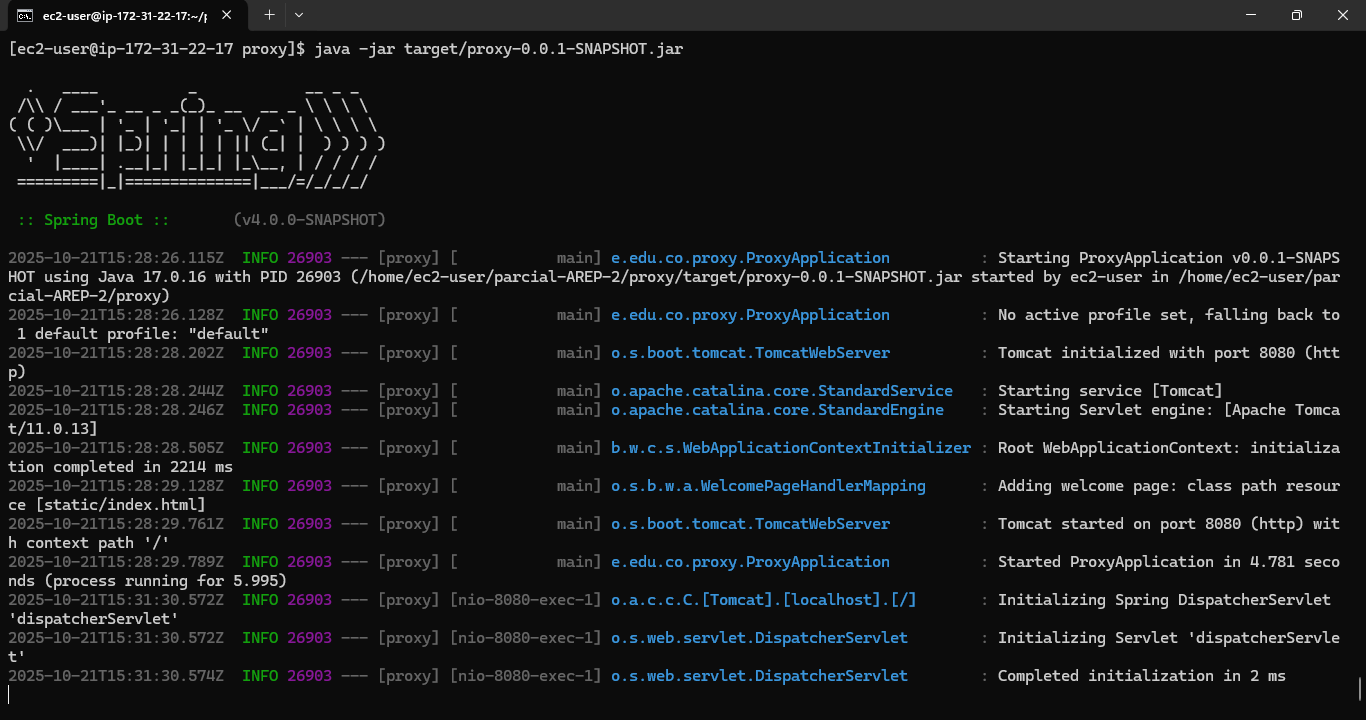 ec2-user@ip-172-31-22-17:~/p
[ec2-user@ip-172-31-22-17 proxy]$ java -jar target/proxy-0.0.1-SNAPSHOT.jar
  .   ____          _            __ _ _
 /\\ / ___'_ __ _ _(_)_ __  __ _ \ \ \ \
( ( )\___ | '_ | '_| | '_ \/ _` | \ \ \ \
 \\/  ___)| |_)| | | | | || (_| |  ) ) ) )
  '  |____| .__|_| |_|_| |_\__, | / / / /
 =========|_|==============|___/=/_/_/_/
 :: Spring Boot ::       (v4.0.0-SNAPSHOT)
2025-10-21T15:28:26.115Z  INFO 26903 --- [proxy] [           main] e.edu.co.proxy.ProxyApplication          : Starting ProxyApplication v0.0.1-SNAPS
HOT using Java 17.0.16 with PID 26903 (/home/ec2-user/parcial-AREP-2/proxy/target/proxy-0.0.1-SNAPSHOT.jar started by ec2-user in /home/ec2-user/par
cial-AREP-2/proxy)
2025-10-21T15:28:26.128Z  INFO 26903 --- [proxy] [           main] e.edu.co.proxy.ProxyApplication          : No active profile set, falling back to
 1 default profile: "default"
2025-10-21T15:28:28.202Z  INFO 26903 --- [proxy] [           main] o.s.boot.tomcat.TomcatWebServer          : Tomcat initialized with port 8080 (htt
p)
2025-10-21T15:28:28.244Z  INFO 26903 --- [proxy] [           main] o.apache.catalina.core.StandardService   : Starting service [Tomcat]
2025-10-21T15:28:28.246Z  INFO 26903 --- [proxy] [           main] o.apache.catalina.core.StandardEngine    : Starting Servlet engine: [Apache Tomca
t/11.0.13]
2025-10-21T15:28:28.505Z  INFO 26903 --- [proxy] [           main] b.w.c.s.WebApplicationContextInitializer : Root WebApplicationContext: initializa
tion completed in 2214 ms
2025-10-21T15:28:29.128Z  INFO 26903 --- [proxy] [           main] o.s.b.w.a.WelcomePageHandlerMapping      : Adding welcome page: class path resour
ce [static/index.html]
2025-10-21T15:28:29.761Z  INFO 26903 --- [proxy] [           main] o.s.boot.tomcat.TomcatWebServer          : Tomcat started on port 8080 (http) wit
h context path '/'
2025-10-21T15:28:29.789Z  INFO 26903 --- [proxy] [           main] e.edu.co.proxy.ProxyApplication          : Started ProxyApplication in 4.781 seco
nds (process running for 5.995)
2025-10-21T15:31:30.572Z  INFO 26903 --- [proxy] [nio-8080-exec-1] o.a.c.c.C.[Tomcat].[localhost].[/]       : Initializing Spring DispatcherServlet
'dispatcherServlet'
2025-10-21T15:31:30.572Z  INFO 26903 --- [proxy] [nio-8080-exec-1] o.s.web.servlet.DispatcherServlet        : Initializing Servlet 'dispatcherServle
t'
2025-10-21T15:31:30.574Z  INFO 26903 --- [proxy] [nio-8080-exec-1] o.s.web.servlet.DispatcherServlet        : Completed initialization in 2 ms